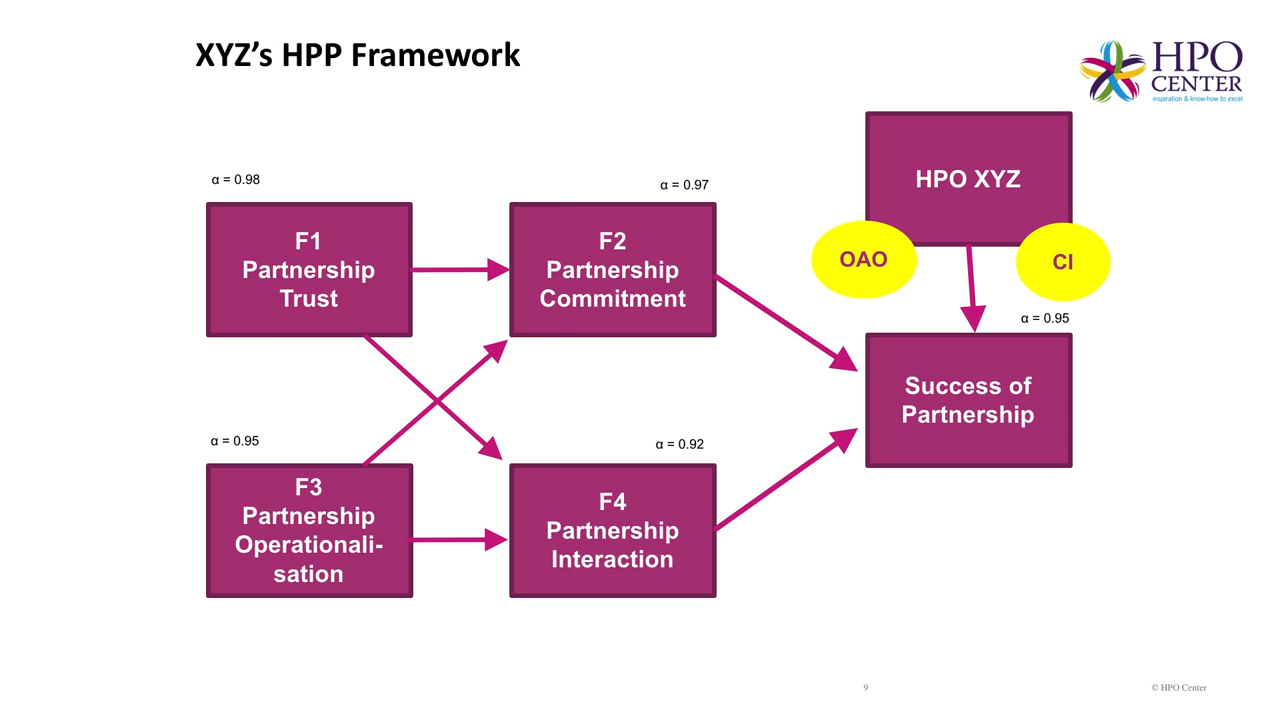 XYZ’s HPP Framework
HPO
CENTER
inspiration & know-how to excel
α = 0.98
F1
Partnership
Trust
α = 0.97
F2
Partnership
Commitment
HPO XYZ
OAO
CI
α = 0.95
Success of
Partnership
α = 0.95
F3
Partnership
Operationali-
sation
α = 0.92
F4
Partnership
Interaction
9
© HPO Center